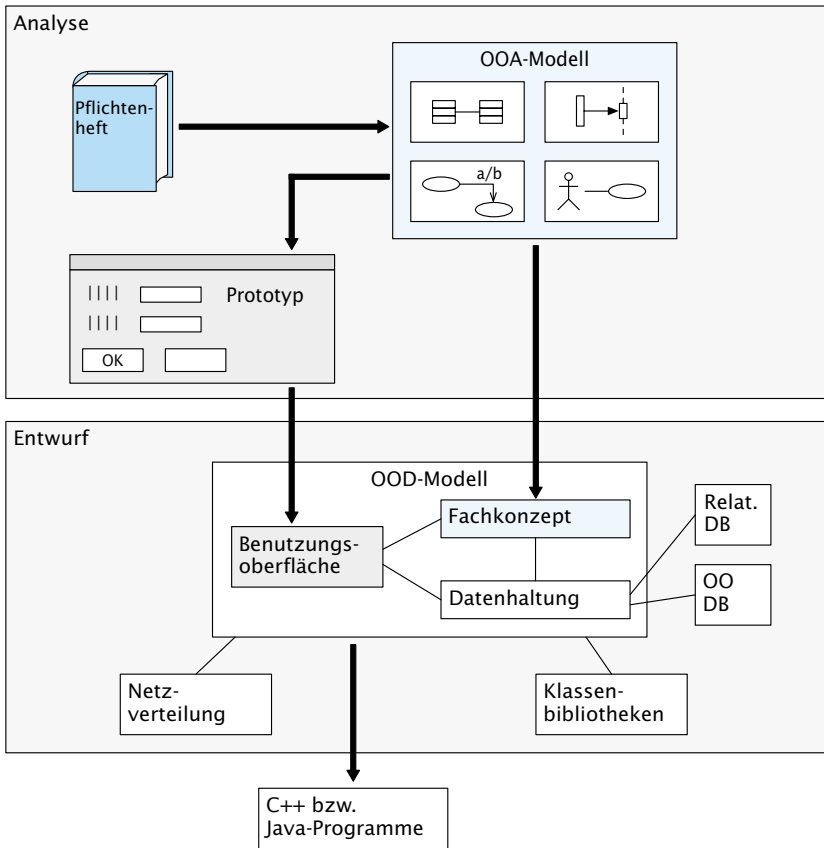 Analyse
OOA-Modell
Pflichten-
heft
a/b
Prototyp
OK
Entwurf
OOD-Modell
Fachkonzept
Benutzungs-
oberfläche
Datenhaltung
Relat.
DB
OO
DB
Netz-
verteilung
Klassen-
bibliotheken
C++ bzw.
Java-Programme